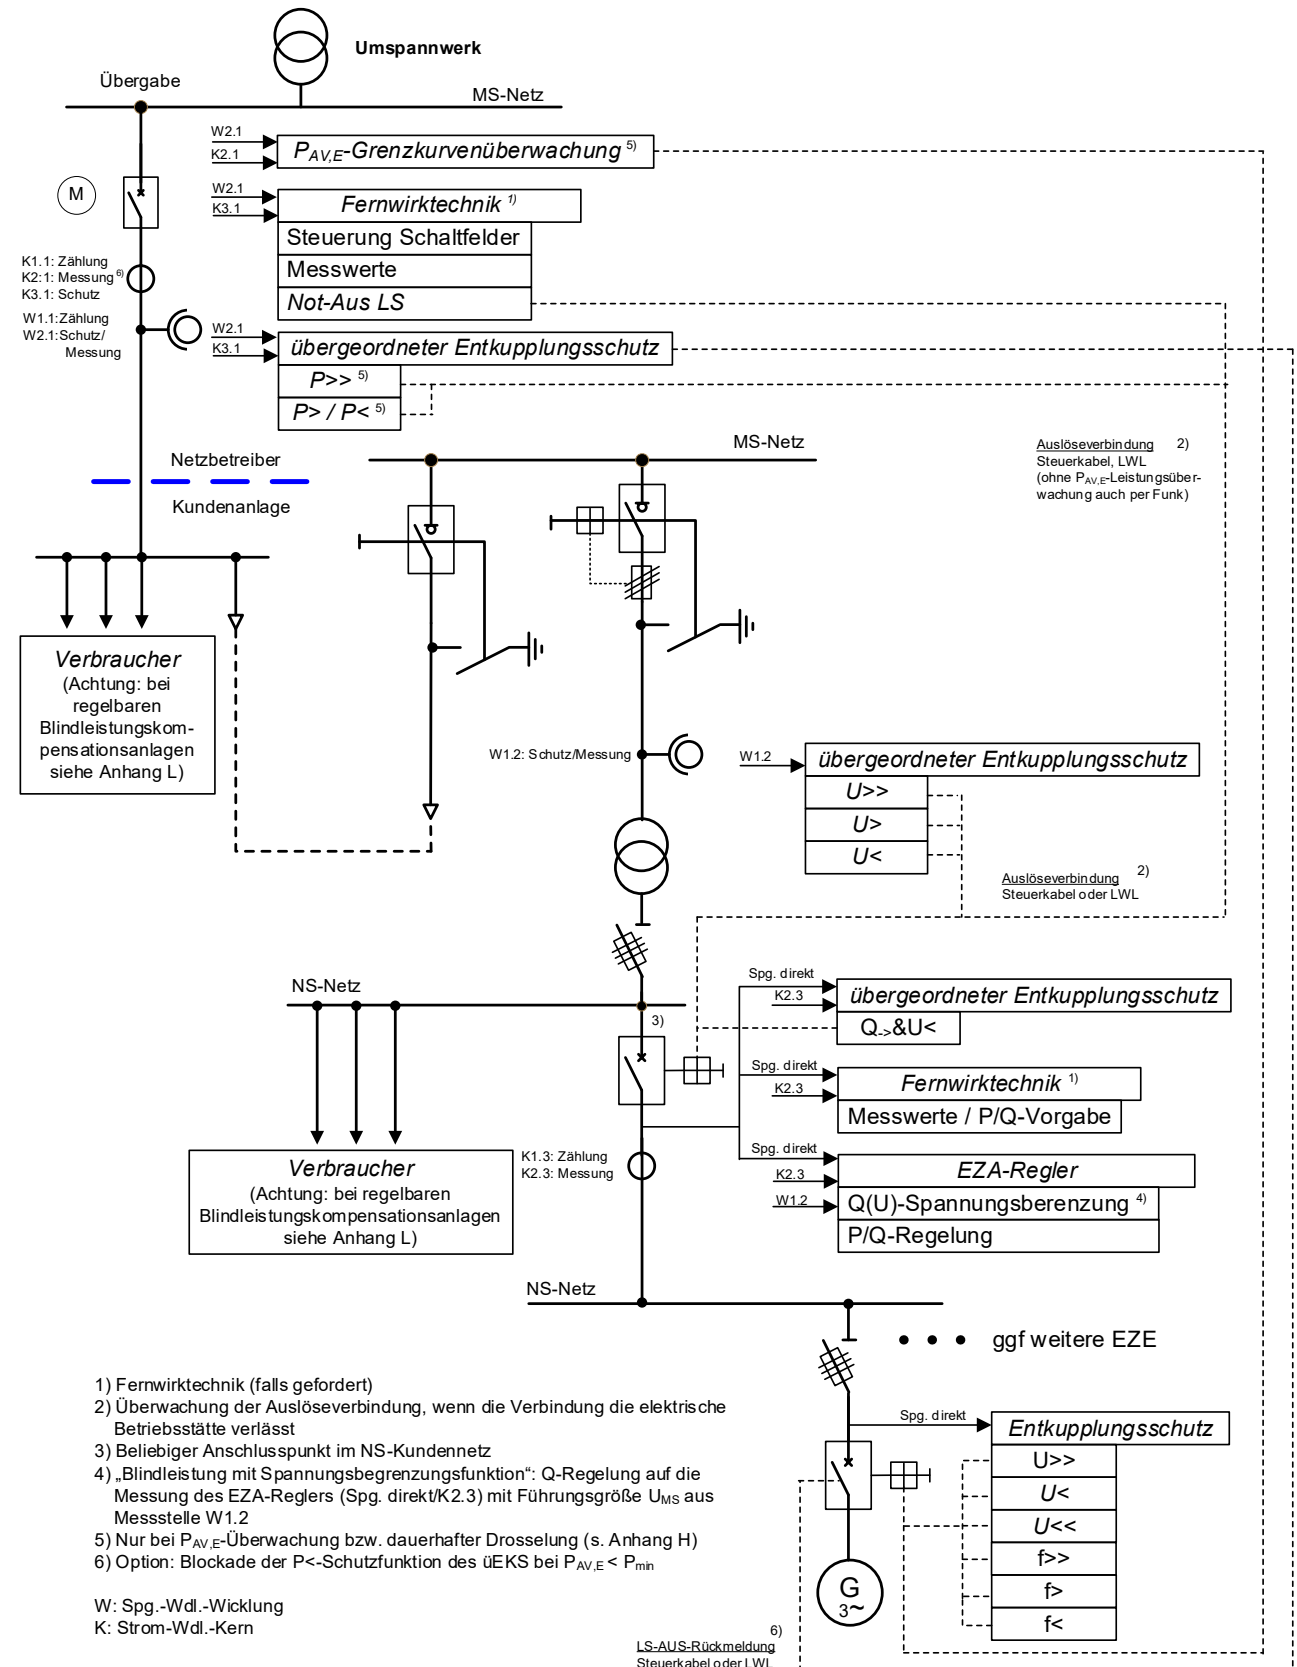 Umspannwerk
Übergabe
MS-Netz
W2.1
K2.1
P_AV,E-Grenzkurvenüberwachung 5)
M
W2.1
K3.1
Fernwirktechnik 1)
Steuerung Schaltfelder
Messwerte
Not-Aus LS
K1.1: Zählung
K2:1: Messung 6)
K3.1: Schutz
W1.1:Zählung
W2.1:Schutz/
Messung
W2.1
K3.1
übergeordneter Entkupplungsschutz
P>> 5)
P> / P< 5)
Netzbetreiber
Kundenanlage
MS-Netz
Auslöseverbindung 2)
Steuerkabel, LWL
(ohne P_AV,E-Leistungsüber-
wachung auch per Funk)
Verbraucher
(Achtung: bei
regelbaren
Blindleistungskom-
pensationsanlagen
siehe Anhang L)
W1.2: Schutz/Messung
W1.2
übergeordneter Entkupplungsschutz
U>>
U>
U<
Auslöseverbindung 2)
Steuerkabel oder LWL
NS-Netz
3)
Spg. direkt
K2.3
übergeordneter Entkupplungsschutz
Q->&U<
Spg. direkt
K2.3
Fernwirktechnik 1)
Messwerte / P/Q-Vorgabe
Spg. direkt
K2.3
W1.2
EZA-Regler
Q(U)-Spannungsberenzung 4)
P/Q-Regelung
K1.3: Zählung
K2.3: Messung
Verbraucher
(Achtung: bei regelbaren
Blindleistungskompensationsanlagen
siehe Anhang L)
NS-Netz
ggf weitere EZE
Spg. direkt
Entkupplungsschutz
U>>
U<
U<<
f>>
f>
f<
G
3~
6)
LS-AUS-Rückmeldung
Steuerkabel oder LWL
1) Fernwirktechnik (falls gefordert)
2) Überwachung der Auslöseverbindung, wenn die Verbindung die elektrische
Betriebsstätte verlässt
3) Beliebiger Anschlusspunkt im NS-Kundennetz
4) „Blindleistung mit Spannungsbegrenzungsfunktion“: Q-Regelung auf die
Messung des EZA-Reglers (Spg. direkt/K2.3) mit Führungsgröße U_MS aus
Messstelle W1.2
5) Nur bei P_AV,E-Überwachung bzw. dauerhafter Drosselung (s. Anhang H)
6) Option: Blockade der P<-Schutzfunktion des üEKS bei P_AV,E < P_min
W: Spg.-Wdl.-Wicklung
K: Strom-Wdl.-Kern